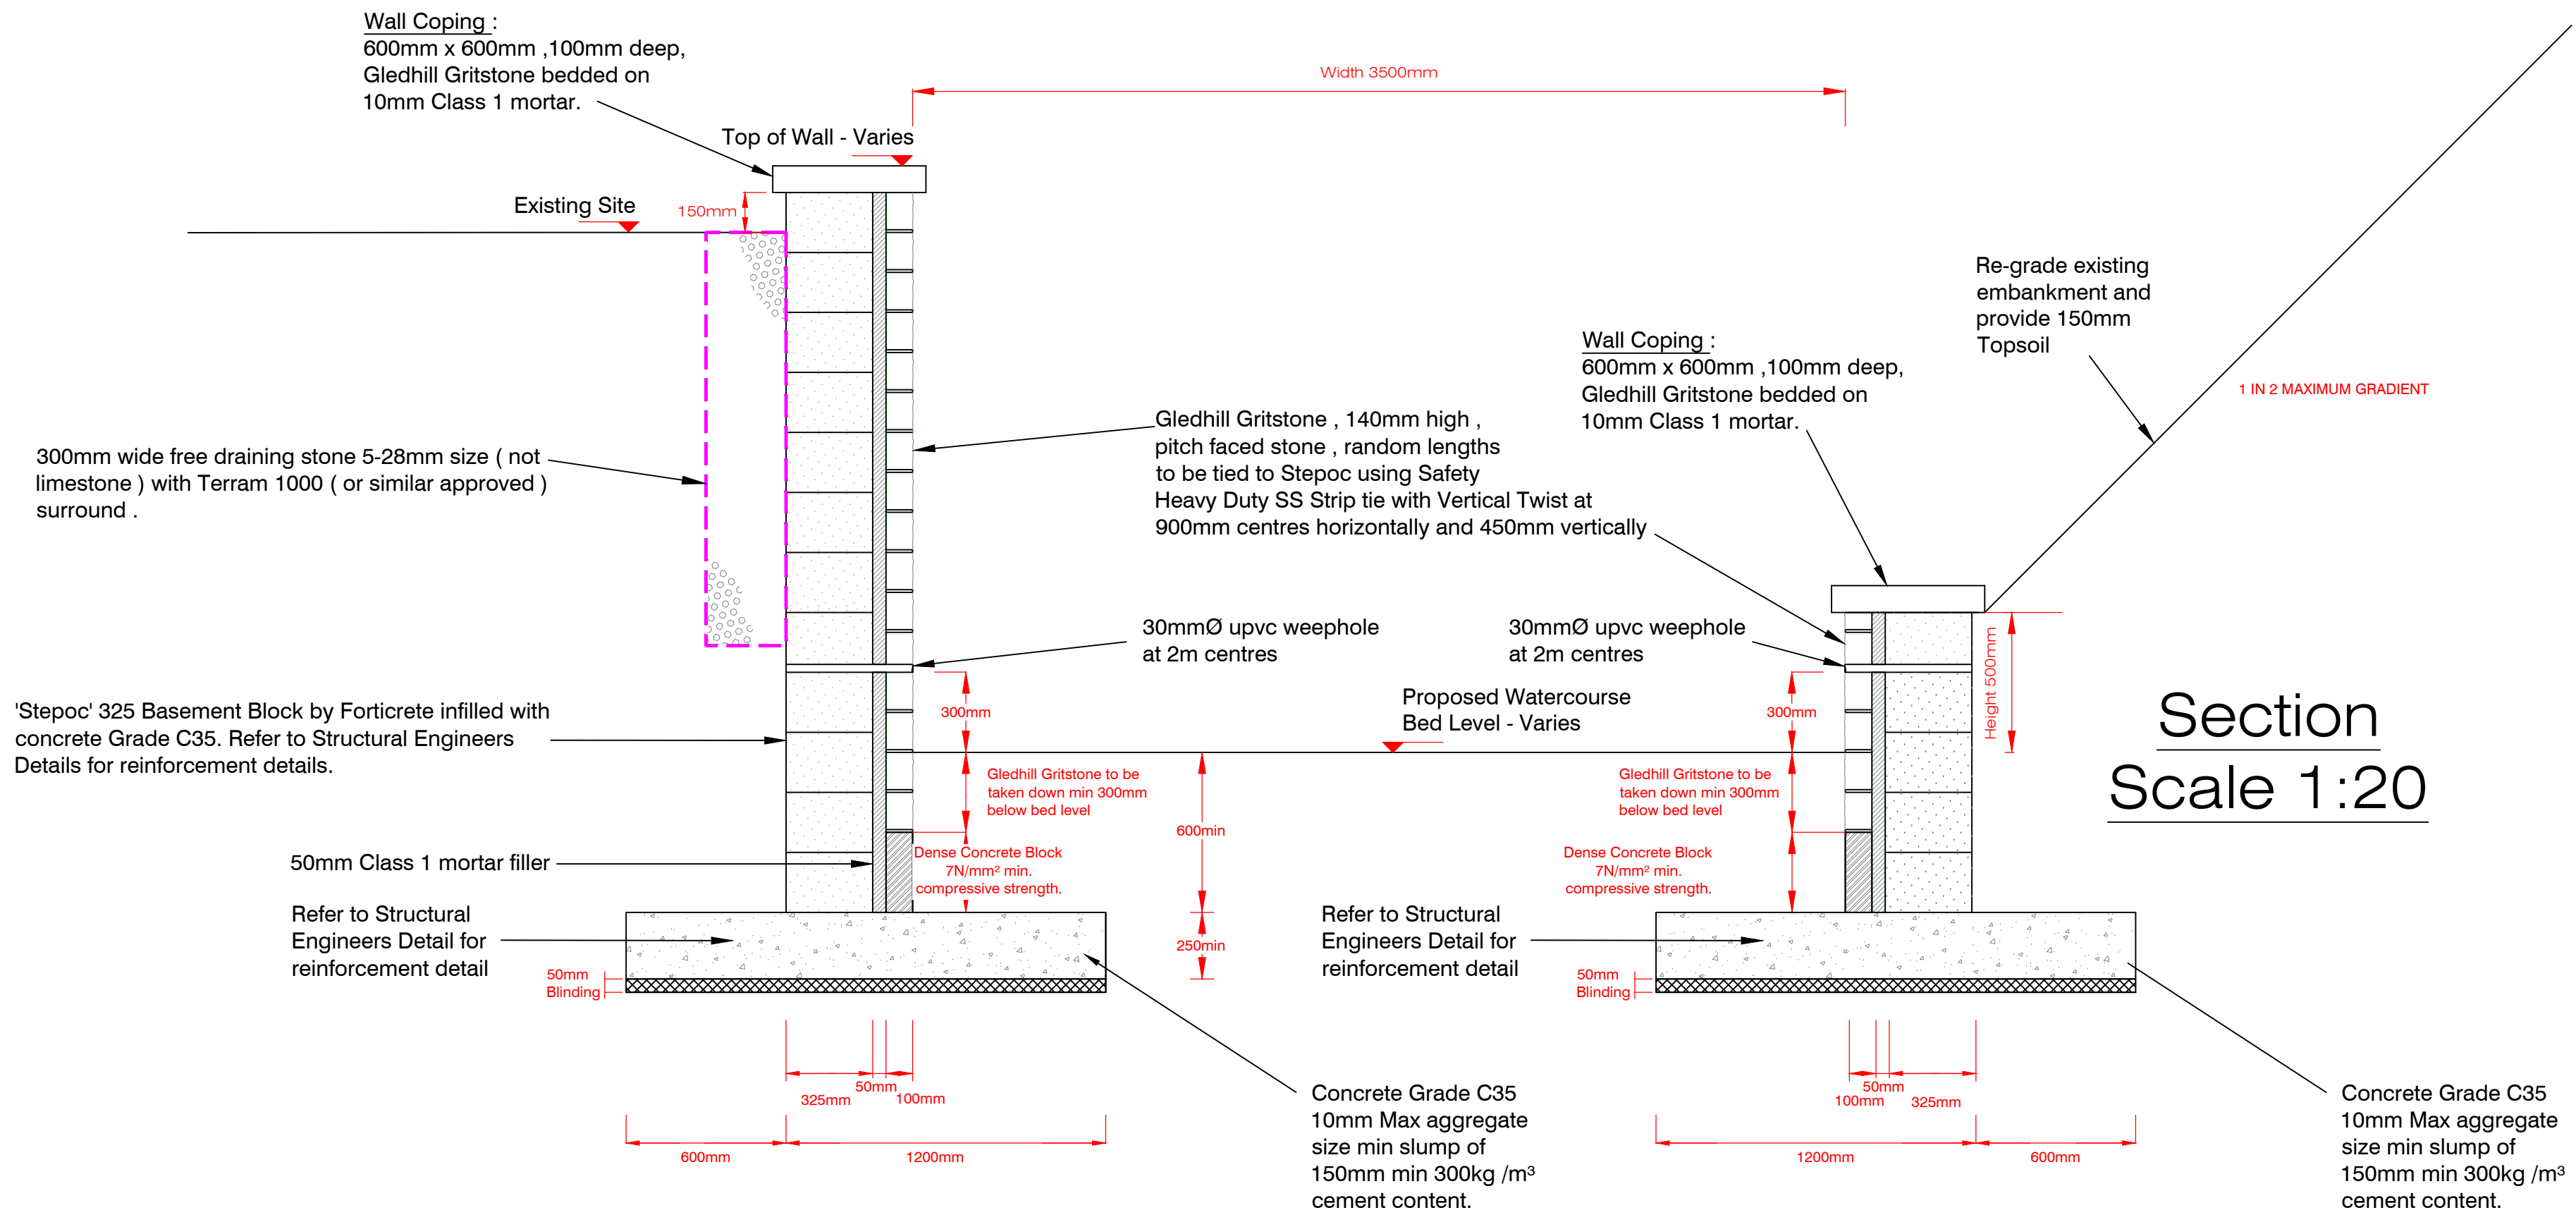 Wall Coping :
600mm x 600mm ,100mm deep,
Gledhill Gritstone bedded on
10mm Class 1 mortar.
Width 3500mm
Top of Wall - Varies
Existing Site
150mm
Re-grade existing
embankment and
provide 150mm
Topsoil
1 IN 2 MAXIMUM GRADIENT
Wall Coping :
600mm x 600mm ,100mm deep,
Gledhill Gritstone bedded on
10mm Class 1 mortar.
Gledhill Gritstone , 140mm high ,
pitch faced stone , random lengths
to be tied to Stepoc using Safety
Heavy Duty SS Strip tie with Vertical Twist at
900mm centres horizontally and 450mm vertically
300mm wide free draining stone 5-28mm size ( not
limestone ) with Terram 1000 ( or similar approved )
surround .
30mmØ upvc weephole
at 2m centres
30mmØ upvc weephole
at 2m centres
Height 500mm
'Stepoc' 325 Basement Block by Forticrete infilled with
concrete Grade C35. Refer to Structural Engineers
Details for reinforcement details.
300mm
Proposed Watercourse
Bed Level - Varies
300mm
Section
Scale 1:20
Gledhill Gritstone to be
taken down min 300mm
below bed level
Gledhill Gritstone to be
taken down min 300mm
below bed level
600min
50mm Class 1 mortar filler
Dense Concrete Block
7N/mm² min.
compressive strength.
Dense Concrete Block
7N/mm² min.
compressive strength.
Refer to Structural
Engineers Detail for
reinforcement detail
250min
Refer to Structural
Engineers Detail for
reinforcement detail
50mm
Blinding
50mm
Blinding
50mm
325mm
100mm
50mm
100mm
325mm
600mm
1200mm
1200mm
600mm
Concrete Grade C35
10mm Max aggregate
size min slump of
150mm min 300kg /m³
cement content.
Concrete Grade C35
10mm Max aggregate
size min slump of
150mm min 300kg /m³
cement content.